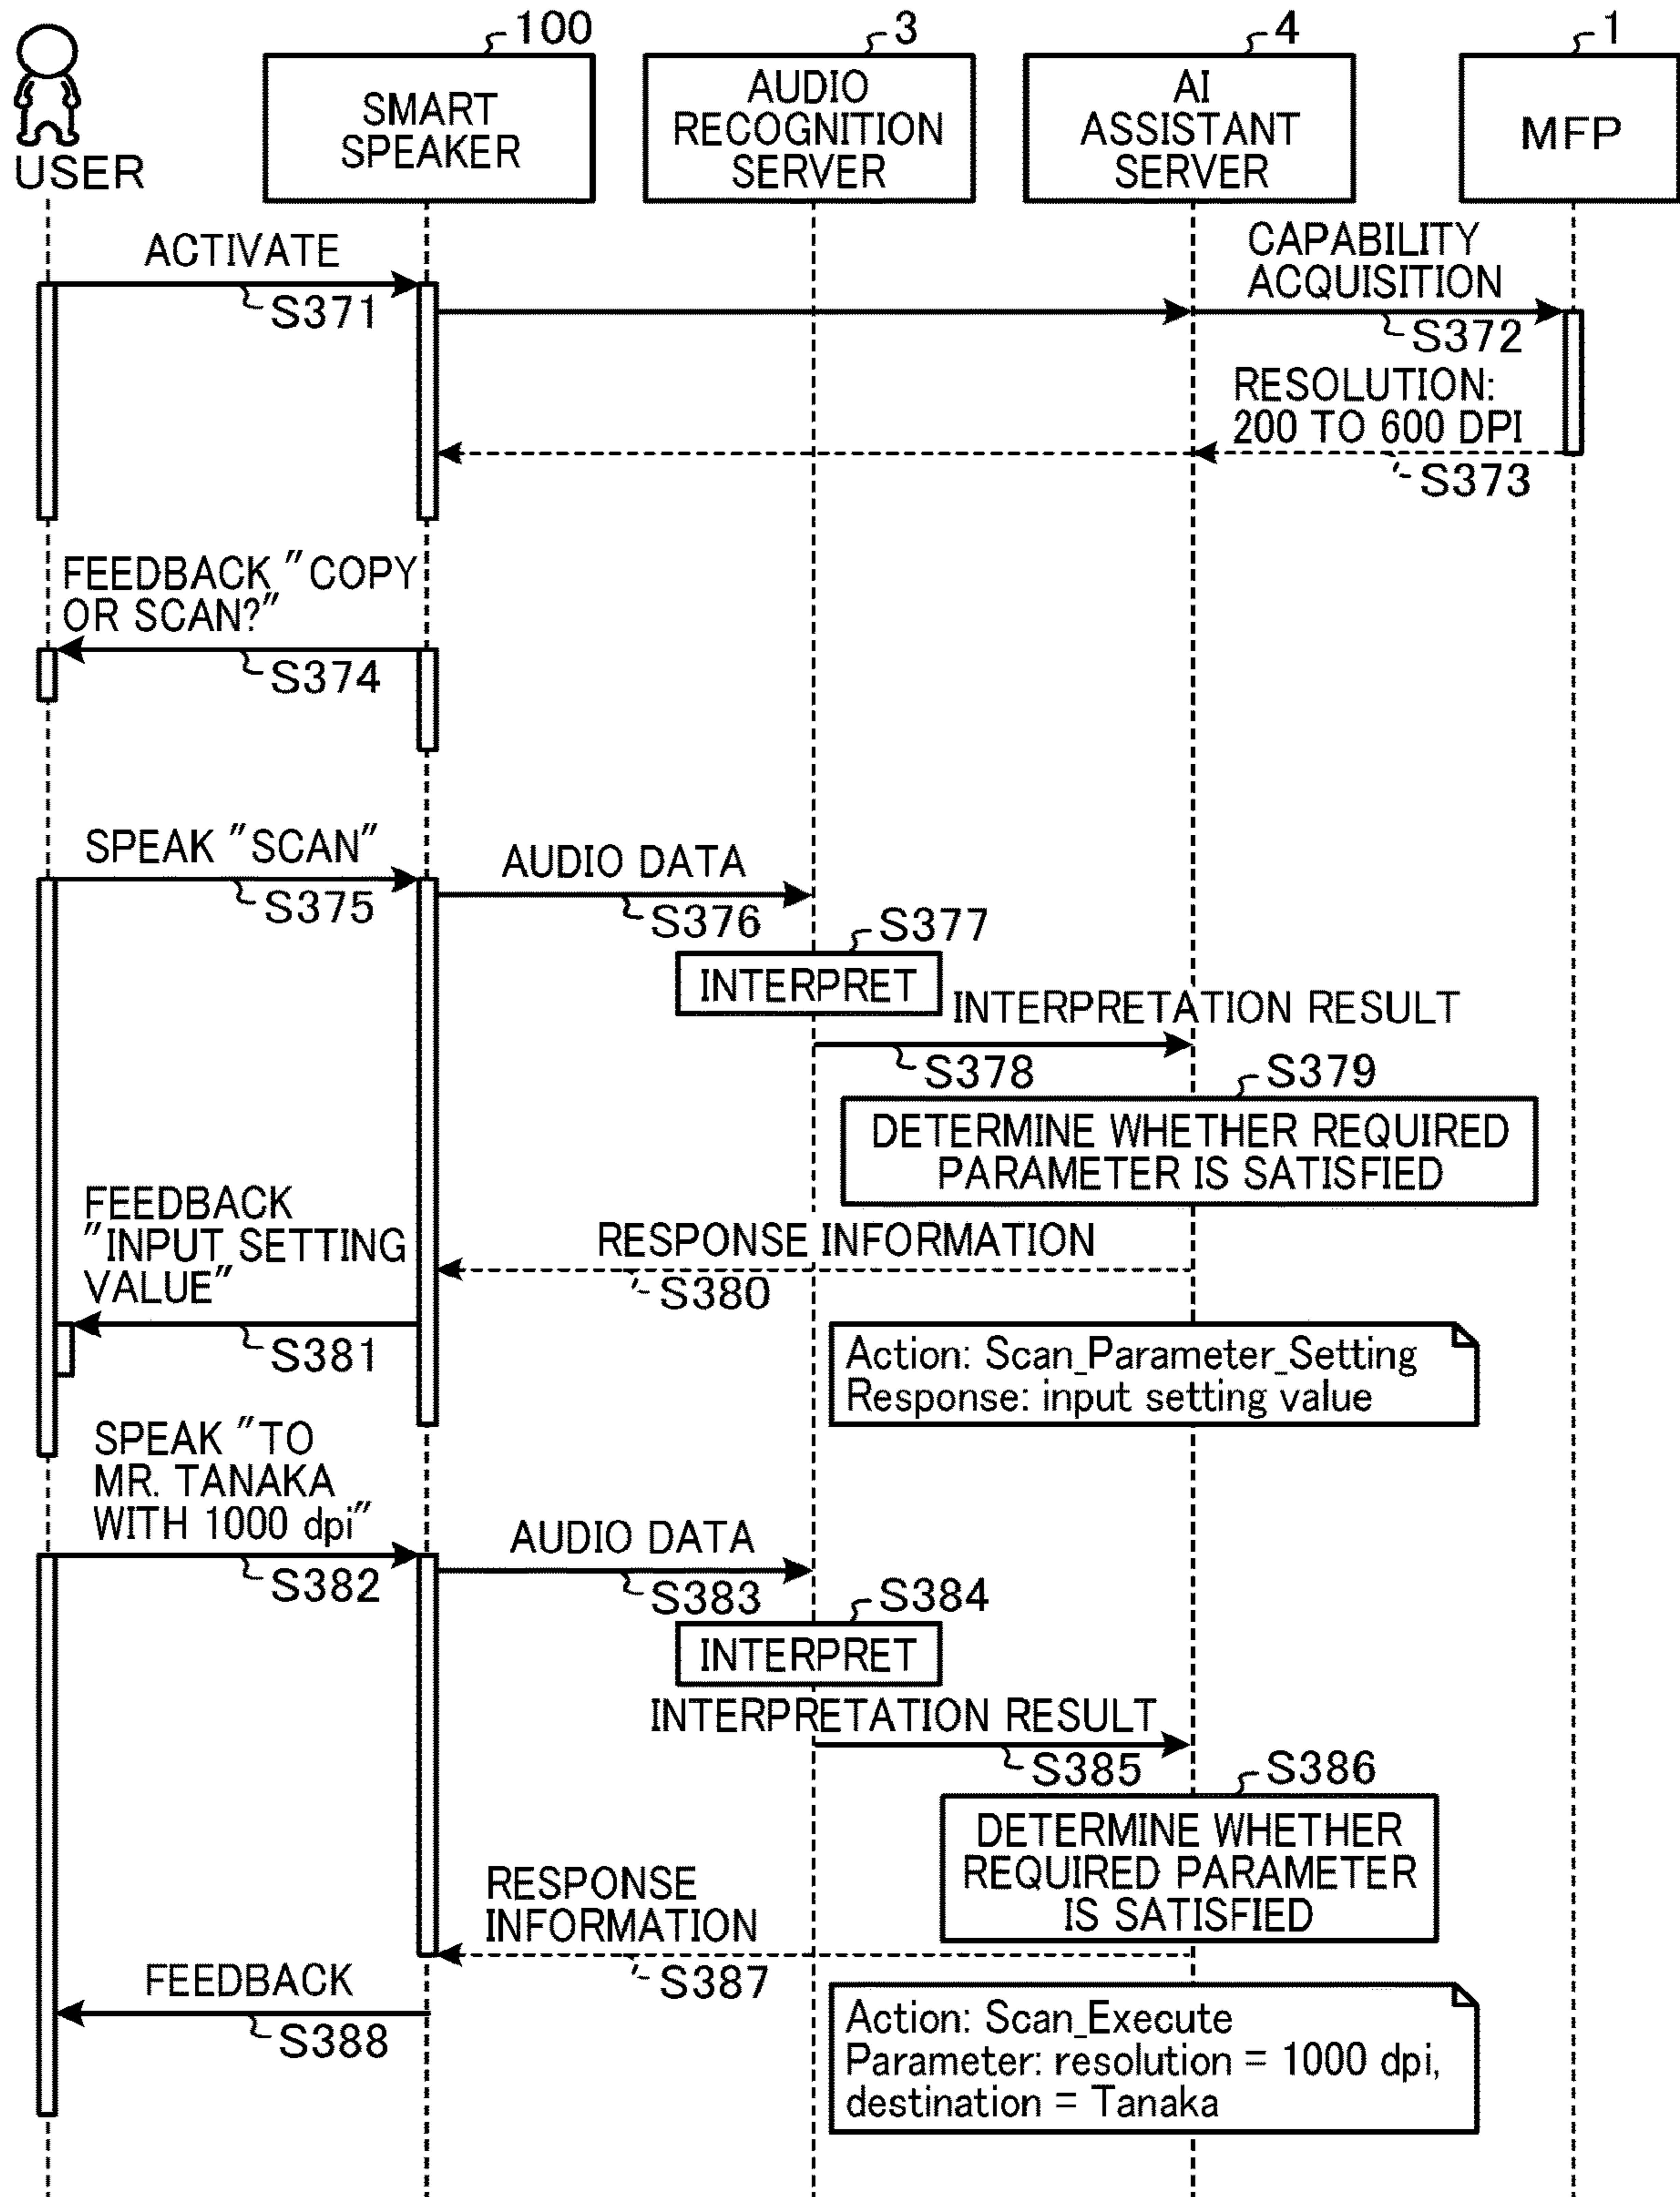 100
3
4
1
SMART
SPEAKER
AUDIO
RECOGNITION
SERVER
AI
ASSISTANT
SERVER
MFP
USER
ACTIVATE
S371
CAPABILITY
ACQUISITION
S372
RESOLUTION:
200 TO 600 DPI
S373
FEEDBACK "COPY
OR SCAN?"
S374
SPEAK "SCAN"
S375
AUDIO DATA
S376
S377
INTERPRET
INTERPRETATION RESULT
S378
S379
DETERMINE WHETHER REQUIRED
PARAMETER IS SATISFIED
FEEDBACK
"INPUT SETTING
VALUE"
RESPONSE INFORMATION
S380
S381
Action: Scan_Parameter_Setting
Response: input setting value
SPEAK "TO
MR. TANAKA
WITH 1000 dpi"
S382
AUDIO DATA
S383
S384
INTERPRET
INTERPRETATION RESULT
S385
S386
DETERMINE WHETHER
REQUIRED PARAMETER
IS SATISFIED
RESPONSE
INFORMATION
S387
FEEDBACK
S388
Action: Scan_Execute
Parameter: resolution = 1000 dpi,
destination = Tanaka